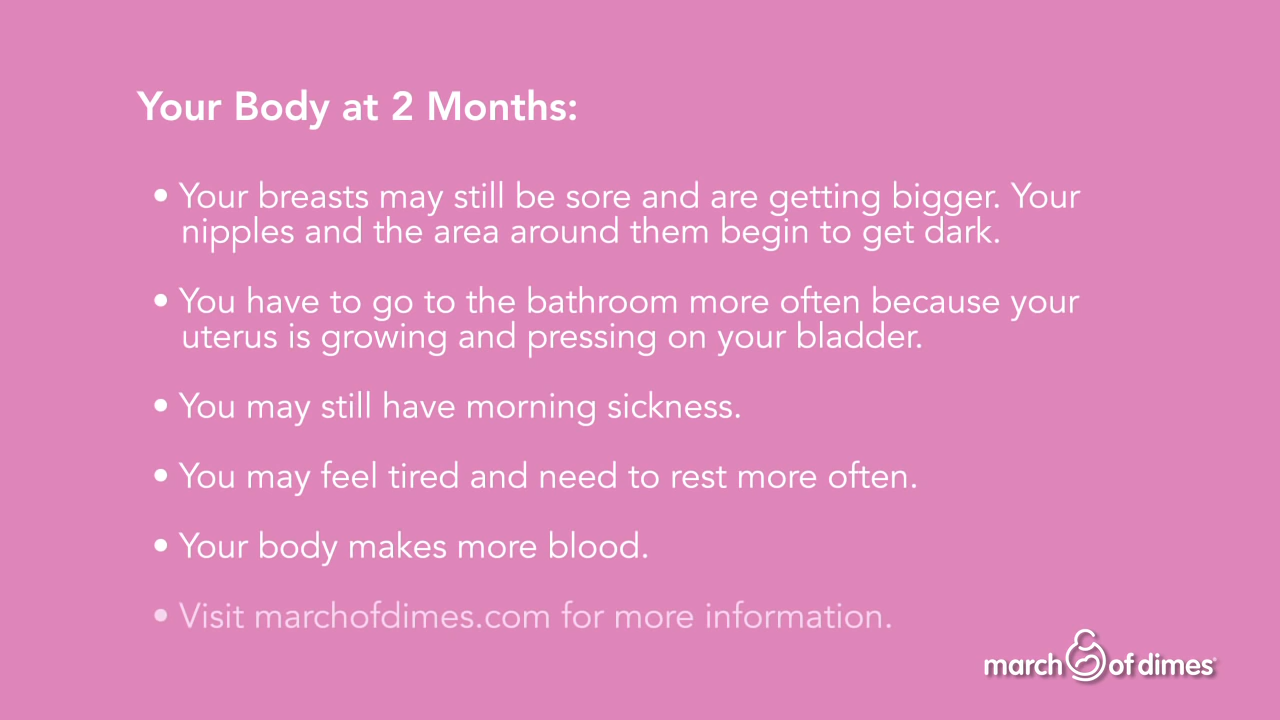 Your Body at 2 Months:
• Your breasts may still be sore and are getting bigger. Your
nipples and the area around them begin to get dark.
• You have to go to the bathroom more often because your
uterus is growing and pressing on your bladder.
• You may still have morning sickness.
• You may feel tired and need to rest more often.
• Your body makes more blood.
• Visit marchofdimes.com for more information.
march of dimes®